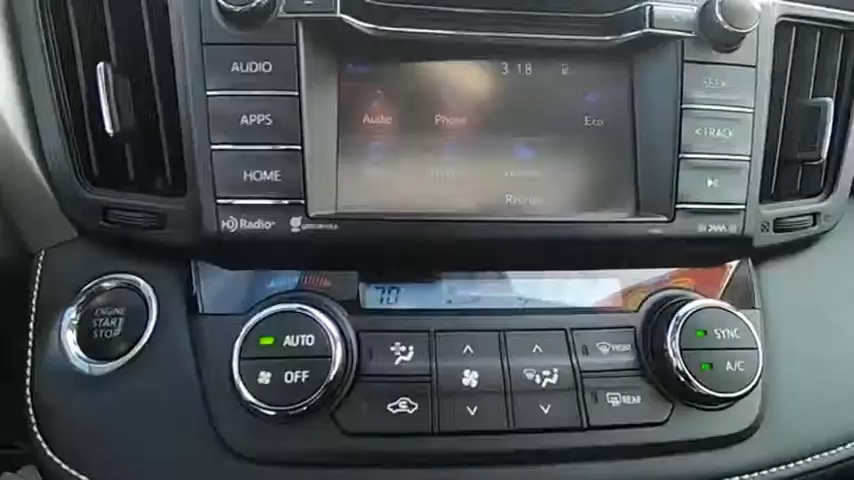 AUDIO
3:18
SEEK
Audio
Phone
Eco
APPS
< TRACK
HOME
HD Radio
ENGINE
START
STOP
70
AUTO
OFF
FRONT
REAR
SYNC
A/C